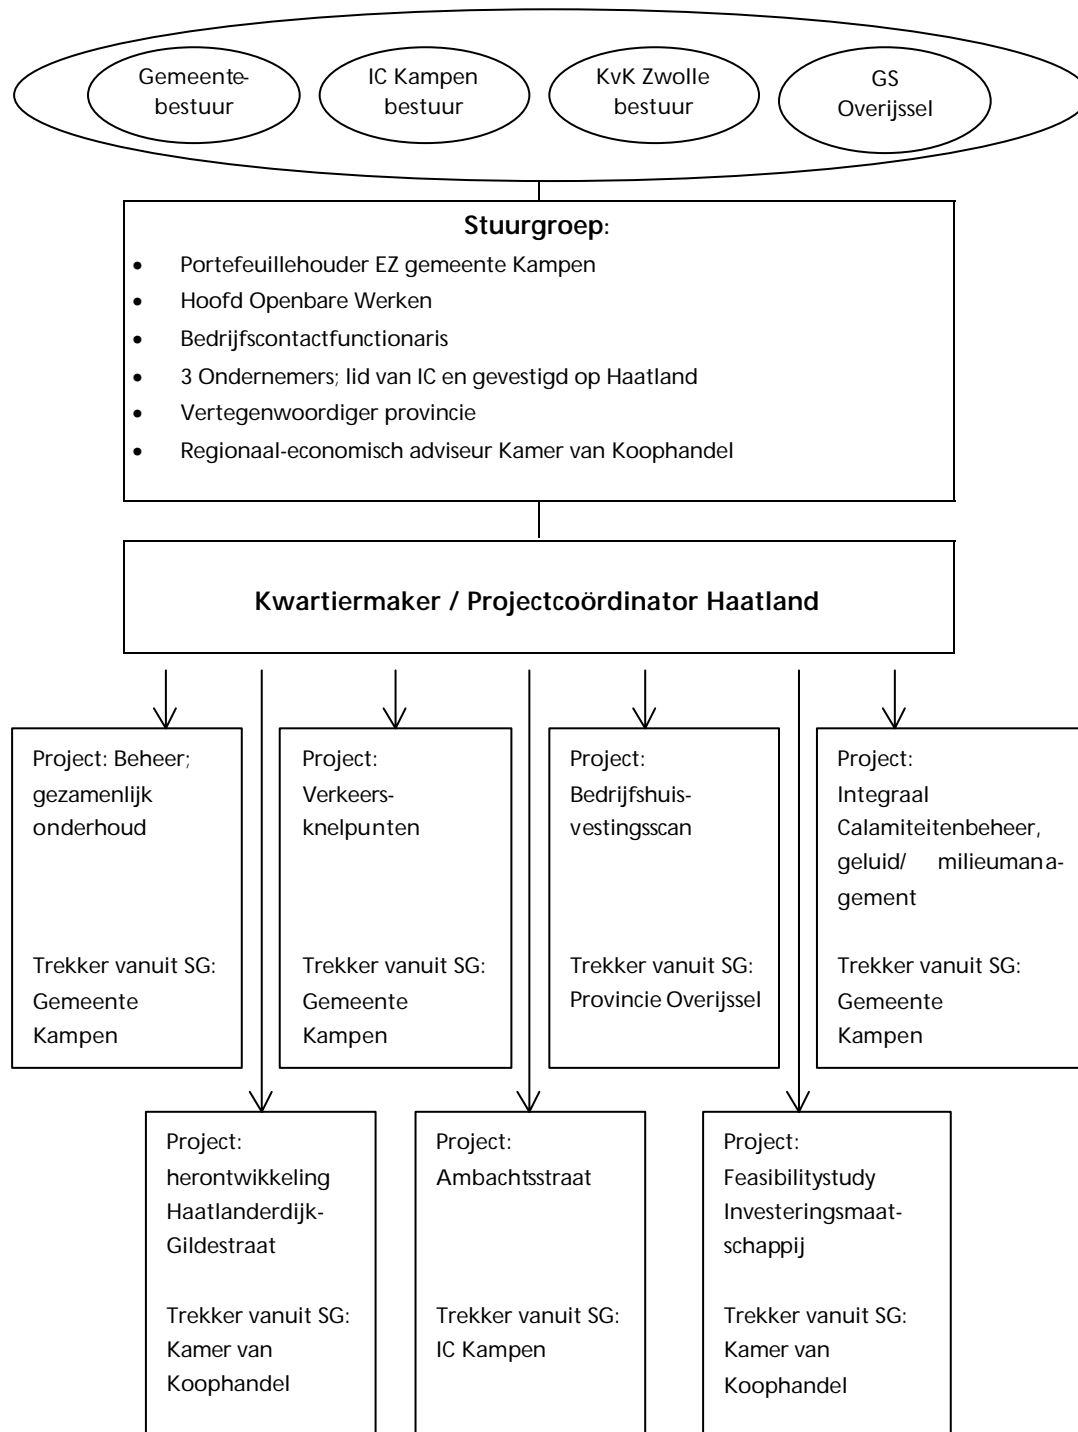 Gemeente-
bestuur
IC Kampen
bestuur
KvK Zwolle
bestuur
GS
Overijssel
Stuurgroep:
• Portefeuillehouder EZ gemeente Kampen
• Hoofd Openbare Werken
• Bedrijfscontactfunctionaris
• 3 Ondernemers; lid van IC en gevestigd op Haatland
• Vertegenwoordiger provincie
• Regionaal-economisch adviseur Kamer van Koophandel
Kwartiermaker / Projectcoördinator Haatland
Project: Beheer;
gezamenlijk
onderhoud
Trekker vanuit SG:
Gemeente
Kampen
Project:
Verkeers-
knelpunten
Trekker vanuit SG:
Gemeente
Kampen
Project:
Bedrijfshuis-
vestingsscan
Trekker vanuit SG:
Provincie Overijssel
Project:
Integraal
Calamiteitenbeheer,
geluid/ milieumana-
gement
Trekker vanuit SG:
Gemeente
Kampen
Project:
herontwikkeling
Haatlanderdijk-
Gildestraat
Trekker vanuit SG:
Kamer van
Koophandel
Project:
Ambachtsstraat
Trekker vanuit SG:
IC Kampen
Project:
Feasibilitystudy
Investeringsmaat-
schappij
Trekker vanuit SG:
Kamer van
Koophandel